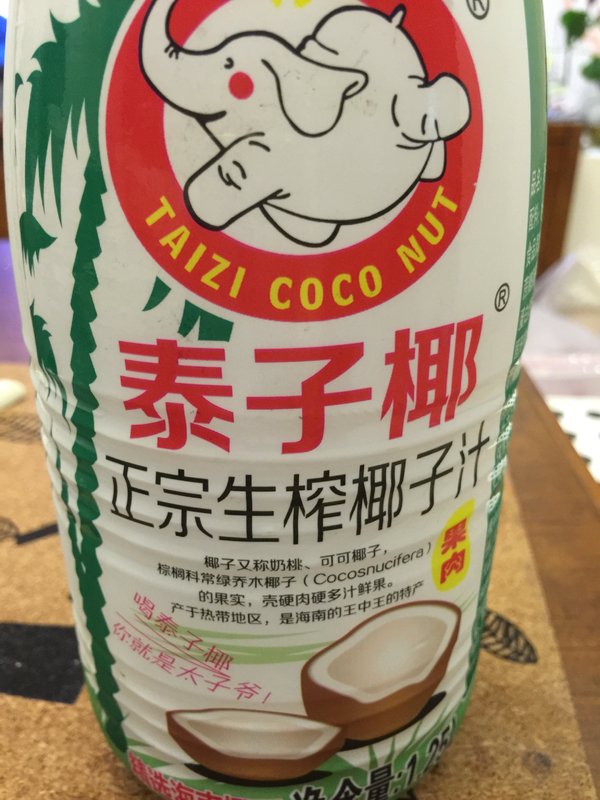 ®
TAIZI COCO NUT
®
泰子椰
正宗生榨椰子汁
果肉
椰子又称奶桃、可可椰子，
棕榈科常绿乔木椰子（Cocosnucifera）
的果实，壳硬肉硬多汁鲜果。
产于热带地区，是海南的王中王的特产
喝泰子椰
你就是太子爷！
净含量:1.25